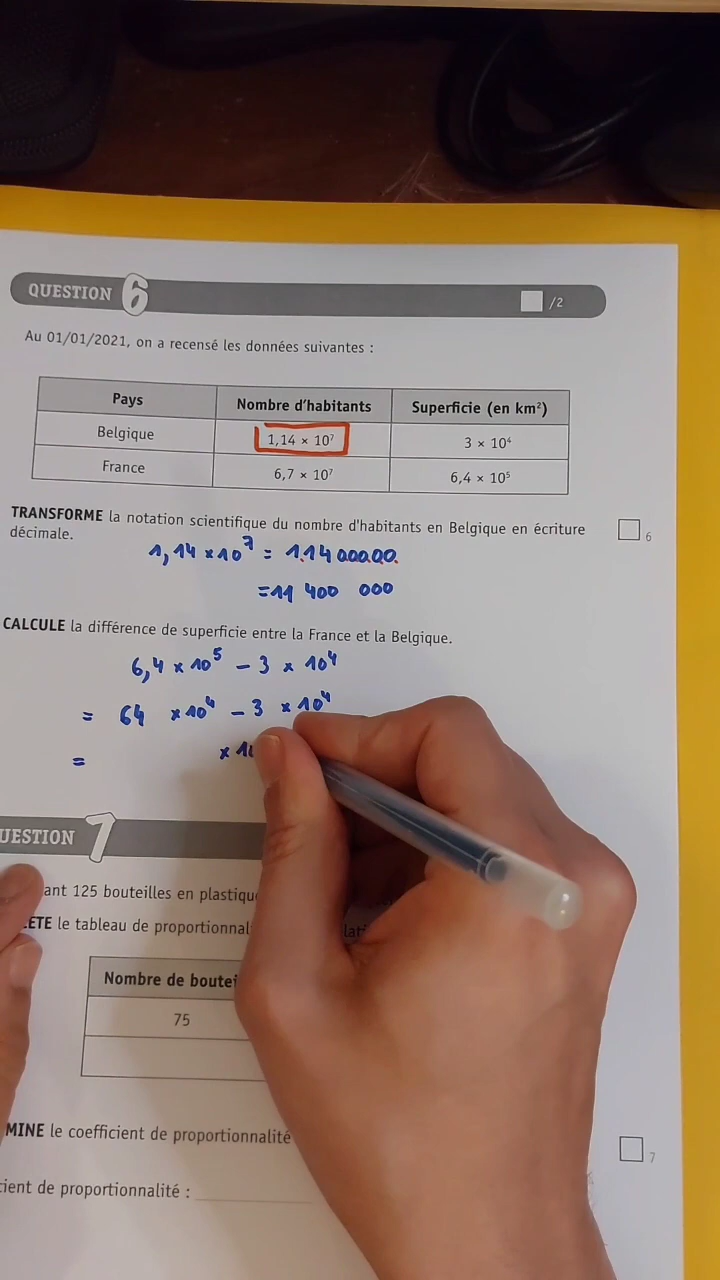 QUESTION 6 /2
Au 01/01/2021, on a recensé les données suivantes :
Pays Nombre d'habitants Superficie (en km²)
Belgique 1,14 × 10⁷ 3 × 10⁴
France 6,7 × 10⁷ 6,4 × 10⁵
TRANSFORME la notation scientifique du nombre d'habitants en Belgique en écriture
décimale.
6
1,14 × 10⁷ = 1.1400000.
= 11 400 000
CALCULE la différence de superficie entre la France et la Belgique.
6,4 × 10⁵ – 3 × 10⁴
= 64 × 10⁴ – 3 × 10⁴
= × 1
UESTION 7
ant 125 bouteilles en plastiqu
ETE le tableau de proportionnal
Nombre de boutei
75
MINE le coefficient de proportionnalité
7
cient de proportionnalité :